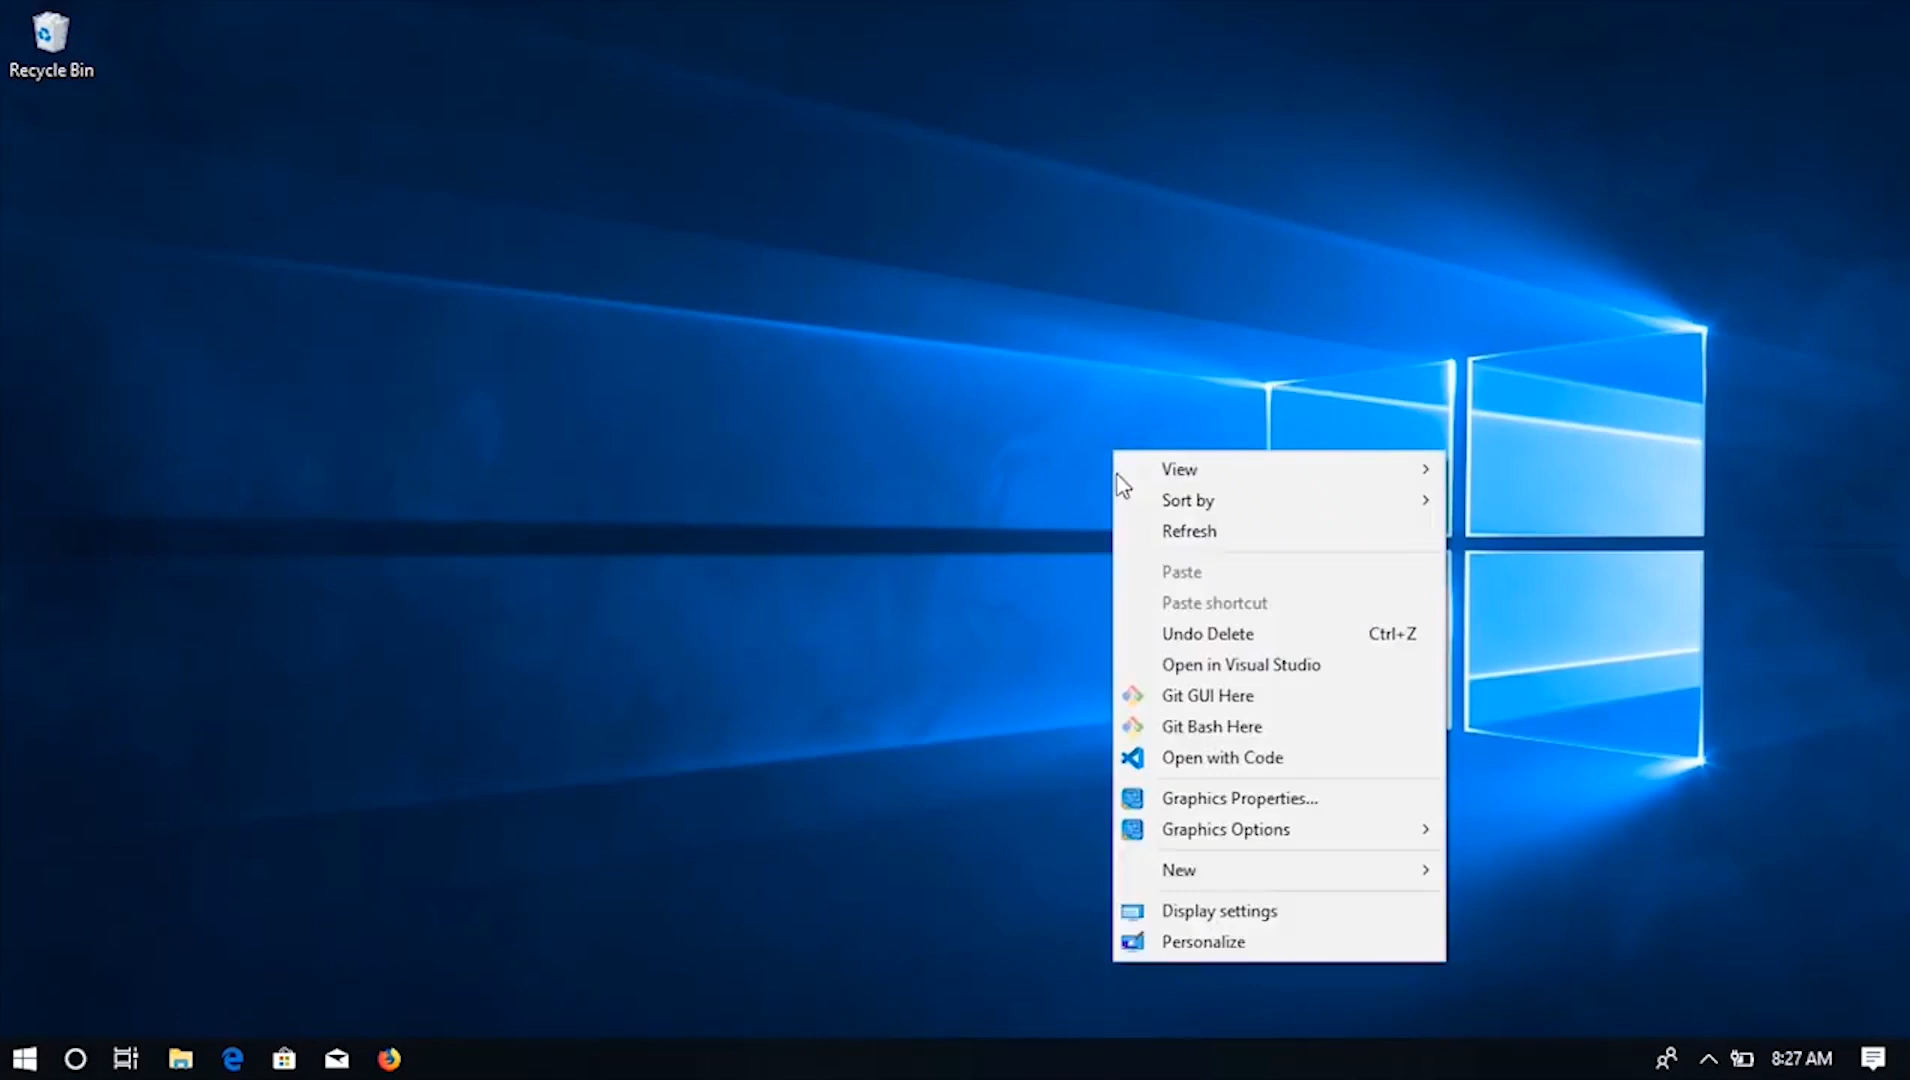 Recycle Bin
View
Sort by
Refresh
Paste
Paste shortcut
Undo Delete Ctrl+Z
Open in Visual Studio
Git GUI Here
Git Bash Here
Open with Code
Graphics Properties...
Graphics Options
New
Display settings
Personalize
8:27 AM